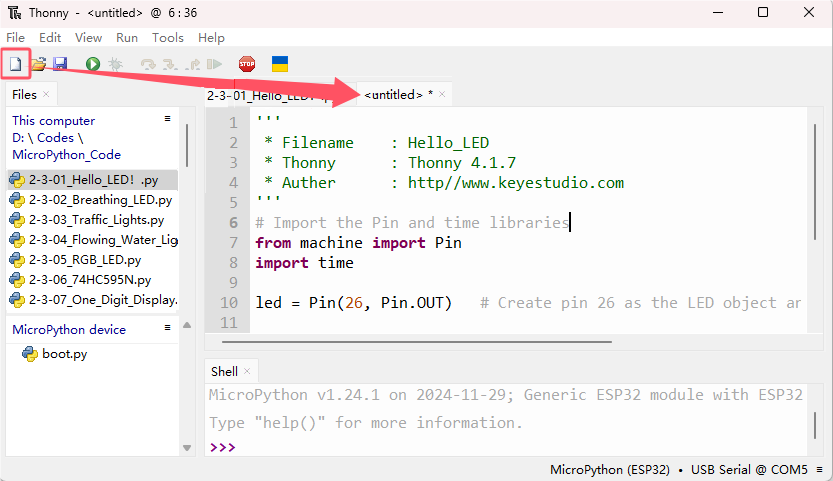 Thonny - <untitled> @ 6 : 36
File Edit View Run Tools Help
STOP
Files ×
This computer
D: \ Codes \
MicroPython_Code
2-3-01_Hello_LED! .py
2-3-02_Breathing_LED.py
2-3-03_Traffic_Lights.py
2-3-04_Flowing_Water_Lig
2-3-05_RGB_LED.py
2-3-06_74HC595N.py
2-3-07_One_Digit_Display.
MicroPython device
boot.py
2-3-01_Hello_LED! <untitled> * ×
1 '''
2 * Filename : Hello_LED
3 * Thonny : Thonny 4.1.7
4 * Auther : http//www.keyestudio.com
5 '''
6 # Import the Pin and time libraries
7 from machine import Pin
8 import time
9
10 led = Pin(26, Pin.OUT) # Create pin 26 as the LED object an
11
Shell ×
MicroPython v1.24.1 on 2024-11-29; Generic ESP32 module with ESP32
Type "help()" for more information.
>>>
MicroPython (ESP32) • USB Serial @ COM5 ≡